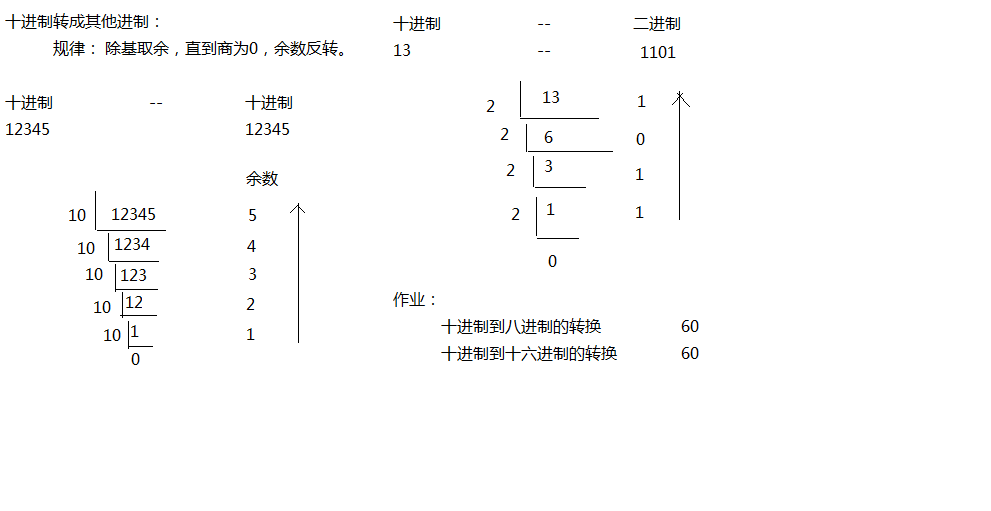 十进制转成其他进制：
规律： 除基取余，直到商为0，余数反转。
十进制 -- 十进制
12345 12345
余数
10 12345 5
10 1234 4
10 123 3
10 12 2
10 1 1
0
十进制 -- 二进制
13 -- 1101
2 13 1
2 6 0
2 3 1
2 1 1
0
作业：
十进制到八进制的转换 60
十进制到十六进制的转换 60